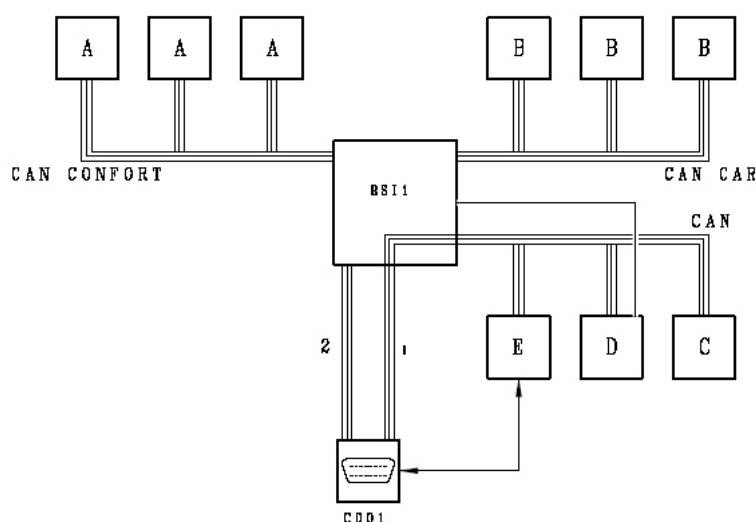 A A A B B B
CAN CONFORT
CAN CAR
BSI1
CAN
2
1
E D C
C001